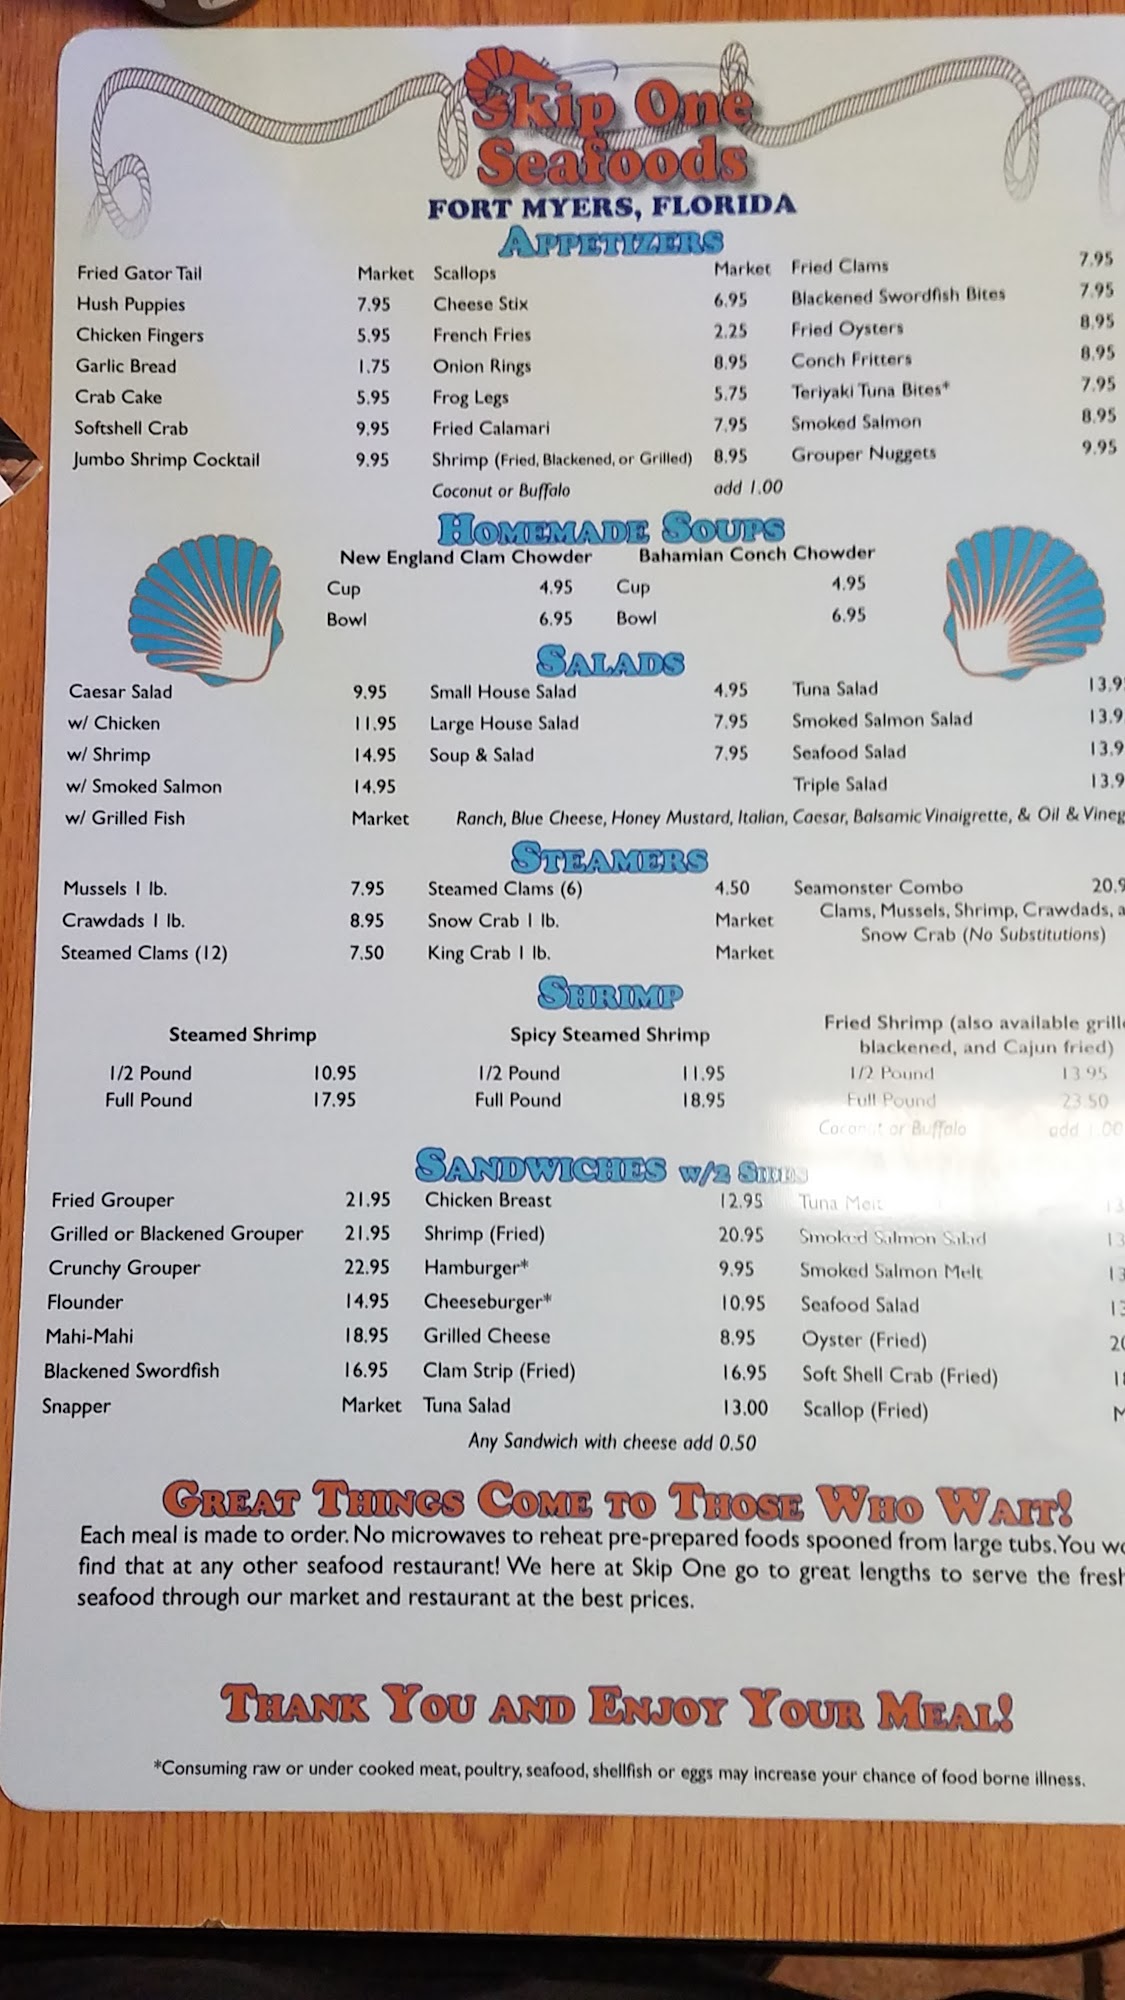 Skip One
Seafoods
FORT MYERS, FLORIDA
APPETIZERS
Fried Gator Tail Market Scallops Market Fried Clams 7.95
Hush Puppies 7.95 Cheese Stix 6.95 Blackened Swordfish Bites 7.95
Chicken Fingers 5.95 French Fries 2.25 Fried Oysters 8.95
Garlic Bread 1.75 Onion Rings 8.95 Conch Fritters 8.95
Crab Cake 5.95 Frog Legs 5.75 Teriyaki Tuna Bites* 7.95
Softshell Crab 9.95 Fried Calamari 7.95 Smoked Salmon 8.95
Jumbo Shrimp Cocktail 9.95 Shrimp (Fried, Blackened, or Grilled) 8.95 Grouper Nuggets 9.95
Coconut or Buffalo add 1.00
HOMEMADE SOUPS
New England Clam Chowder Bahamian Conch Chowder
Cup 4.95 Cup 4.95
Bowl 6.95 Bowl 6.95
SALADS
Caesar Salad 9.95 Small House Salad 4.95 Tuna Salad
w/ Chicken 11.95 Large House Salad 7.95 Smoked Salmon Salad
w/ Shrimp 14.95 Soup & Salad 7.95 Seafood Salad
w/ Smoked Salmon 14.95 Triple Salad
w/ Grilled Fish Market Ranch, Blue Cheese, Honey Mustard, Italian, Caesar, Balsamic Vinaigrette, & Oil &
STEAMERS
Mussels 1 lb. 7.95 Steamed Clams (6) 4.50 Seamonster Combo
Crawdads 1 lb. 8.95 Snow Crab 1 lb. Market Clams, Mussels, Shrimp, Crawdads,
Steamed Clams (12) 7.50 King Crab 1 lb. Market Snow Crab (No Substitutions)
SHRIMP
Steamed Shrimp Spicy Steamed Shrimp Fried Shrimp (also available
blackened, and Cajun fried)
1/2 Pound 10.95 1/2 Pound 11.95 1/2 Pound 13.95
Full Pound 17.95 Full Pound 18.95 Full Pound 23.50
Coconut or Buffalo add 1.00
SANDWICHES W/2 SIDES
Fried Grouper 21.95 Chicken Breast 12.95 Tuna Melt
Grilled or Blackened Grouper 21.95 Shrimp (Fried) 20.95 Smoked Salmon Salad
Crunchy Grouper 22.95 Hamburger* 9.95 Smoked Salmon Melt
Flounder 14.95 Cheeseburger* 10.95 Seafood Salad
Mahi-Mahi 18.95 Grilled Cheese 8.95 Oyster (Fried)
Blackened Swordfish 16.95 Clam Strip (Fried) 16.95 Soft Shell Crab (Fried)
Snapper Market Tuna Salad 13.00 Scallop (Fried)
Any Sandwich with cheese add 0.50
GREAT THINGS COME TO THOSE WHO WAIT!
Each meal is made to order. No microwaves to reheat pre-prepared foods spooned from large tubs. You
find that at any other seafood restaurant! We here at Skip One go to great lengths to serve the
seafood through our market and restaurant at the best prices.
THANK YOU AND ENJOY YOUR MEAL!
*Consuming raw or under cooked meat, poultry, seafood, shellfish or eggs may increase your chance of food borne illness.